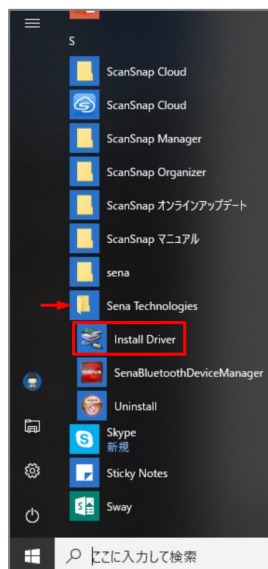 S
ScanSnap Cloud
ScanSnap Cloud
ScanSnap Manager
ScanSnap Organizer
ScanSnap オンラインアップデート
ScanSnap マニュアル
sena
Sena Technologies
Install Driver
SenaBluetoothDeviceManager
Uninstall
Skype
新規
Sticky Notes
Sway
ここに入力して検索